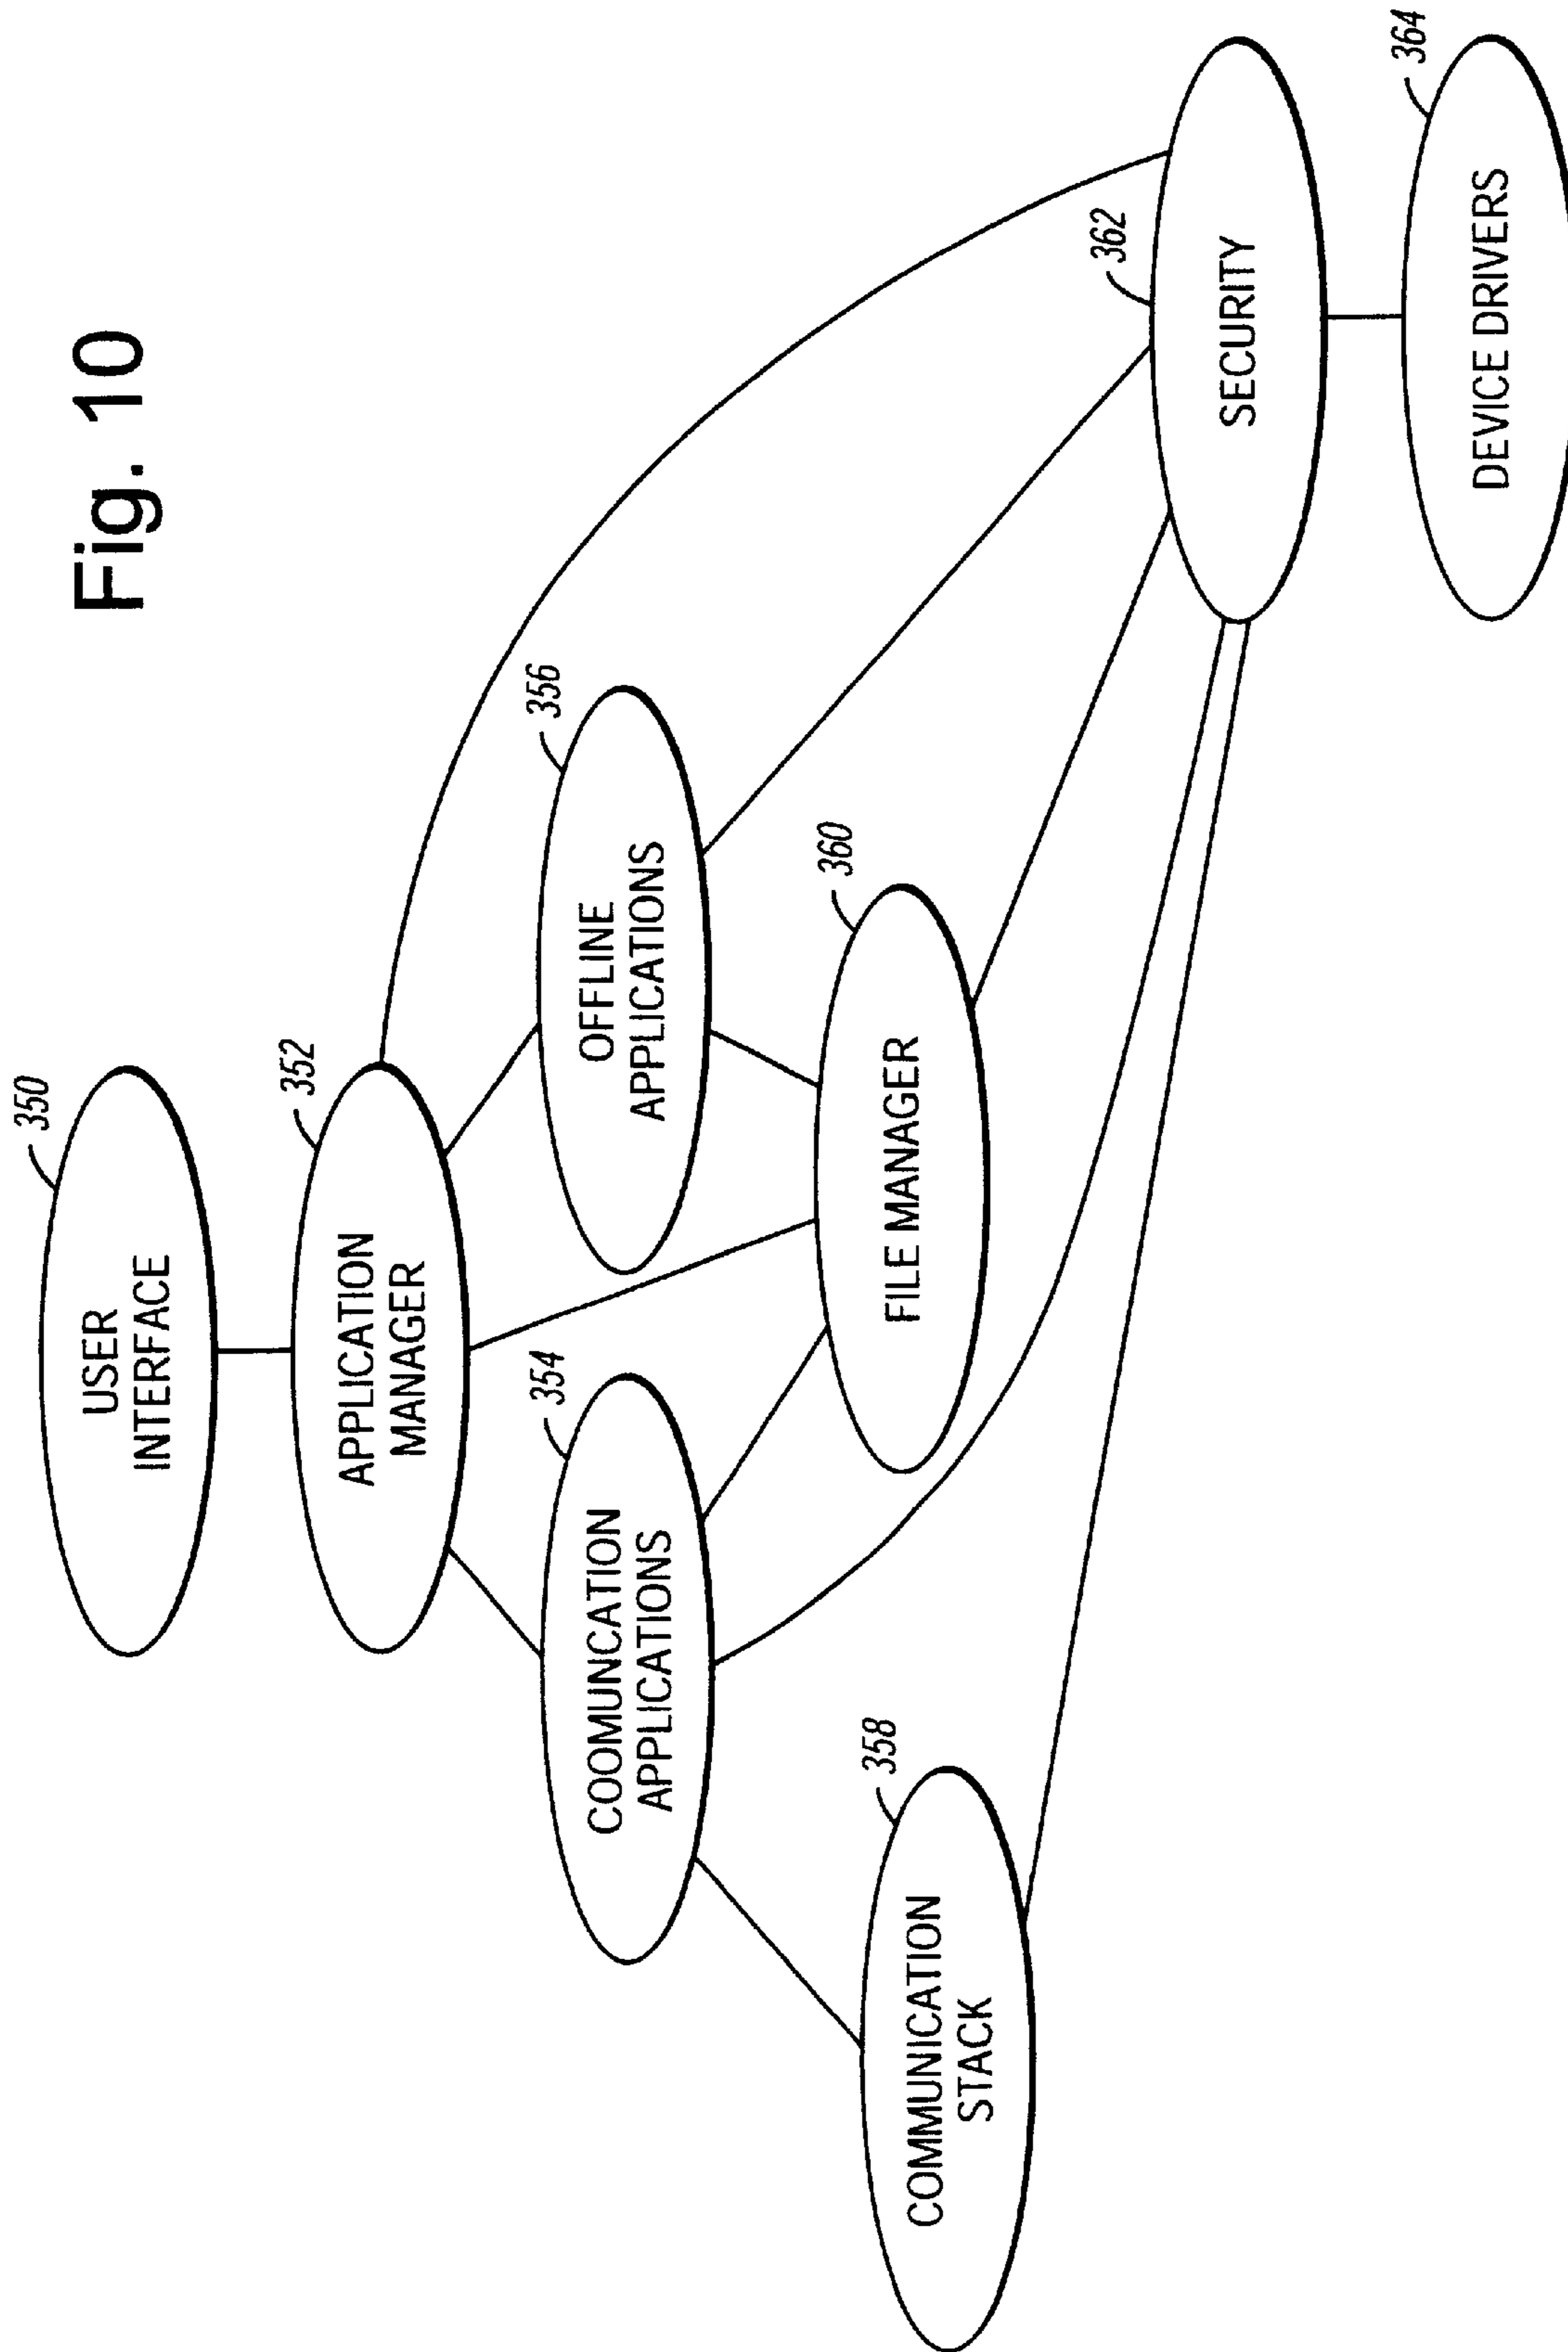 Fig. 10
350
USER
INTERFACE
352
APPLICATION
MANAGER
354
COOMUNCATION
APPLICATIONS
356
OFFLINE
APPLICATIONS
358
COMMUNICATION
STACK
360
FILE MANAGER
362
SECURITY
364
DEVICE DRIVERS